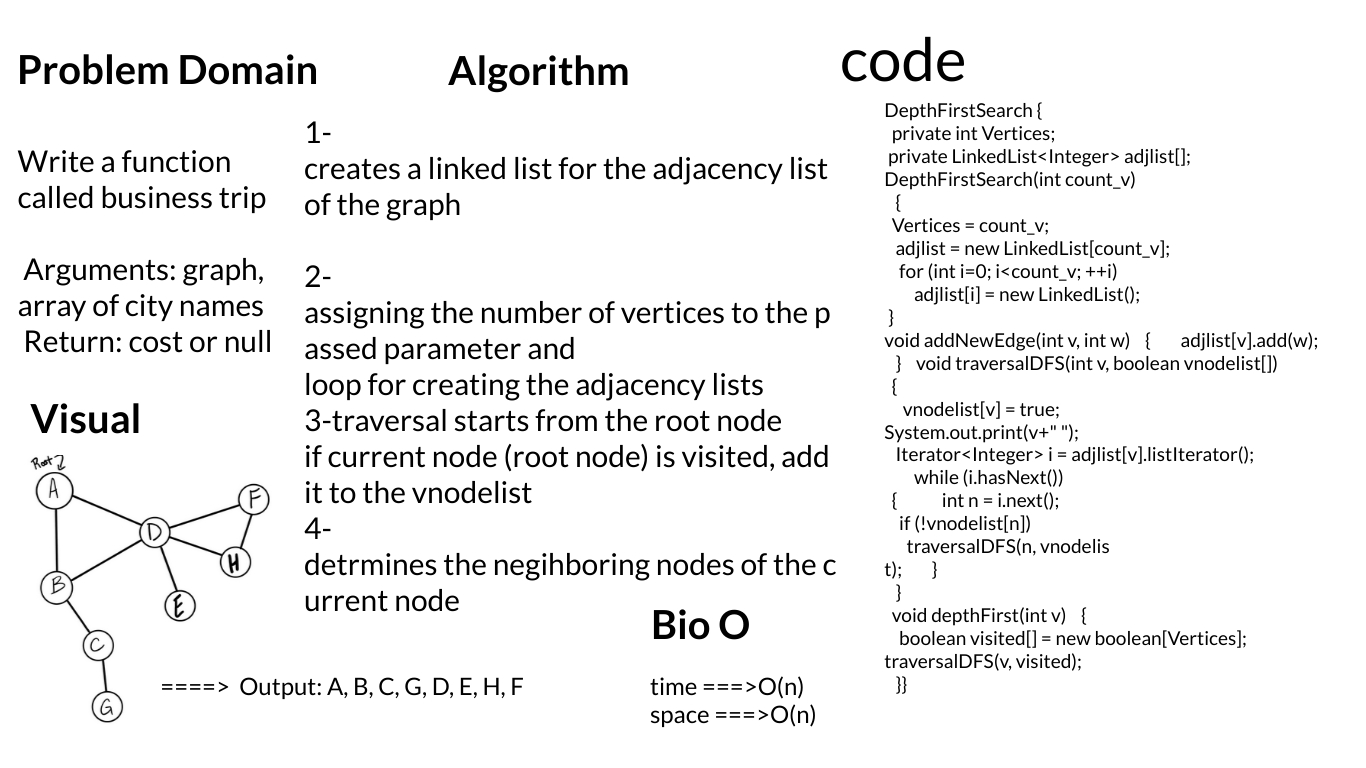 Problem Domain
Write a function
called business trip
Arguments: graph,
array of city names
Return: cost or null
Visual
Root
A
F
D
H
B
E
C
G
====> Output: A, B, C, G, D, E, H, F
Algorithm
1-
creates a linked list for the adjacency list
of the graph
2-
assigning the number of vertices to the p
assed parameter and
loop for creating the adjacency lists
3-traversal starts from the root node
if current node (root node) is visited, add
it to the vnodelist
4-
detrmines the negihboring nodes of the c
urrent node
Bio O
time ===>O(n)
space ===>O(n)
code
DepthFirstSearch {
private int Vertices;
private LinkedList<Integer> adjlist[];
DepthFirstSearch(int count_v)
{
Vertices = count_v;
adjlist = new LinkedList[count_v];
for (int i=0; i<count_v; ++i)
adjlist[i] = new LinkedList();
}
void addNewEdge(int v, int w) { adjlist[v].add(w);
} void traversalDFS(int v, boolean vnodelist[])
{
vnodelist[v] = true;
System.out.print(v+" ");
Iterator<Integer> i = adjlist[v].listIterator();
while (i.hasNext())
{ int n = i.next();
if (!vnodelist[n])
traversalDFS(n, vnodelis
t); }
}
void depthFirst(int v) {
boolean visited[] = new boolean[Vertices];
traversalDFS(v, visited);
}}